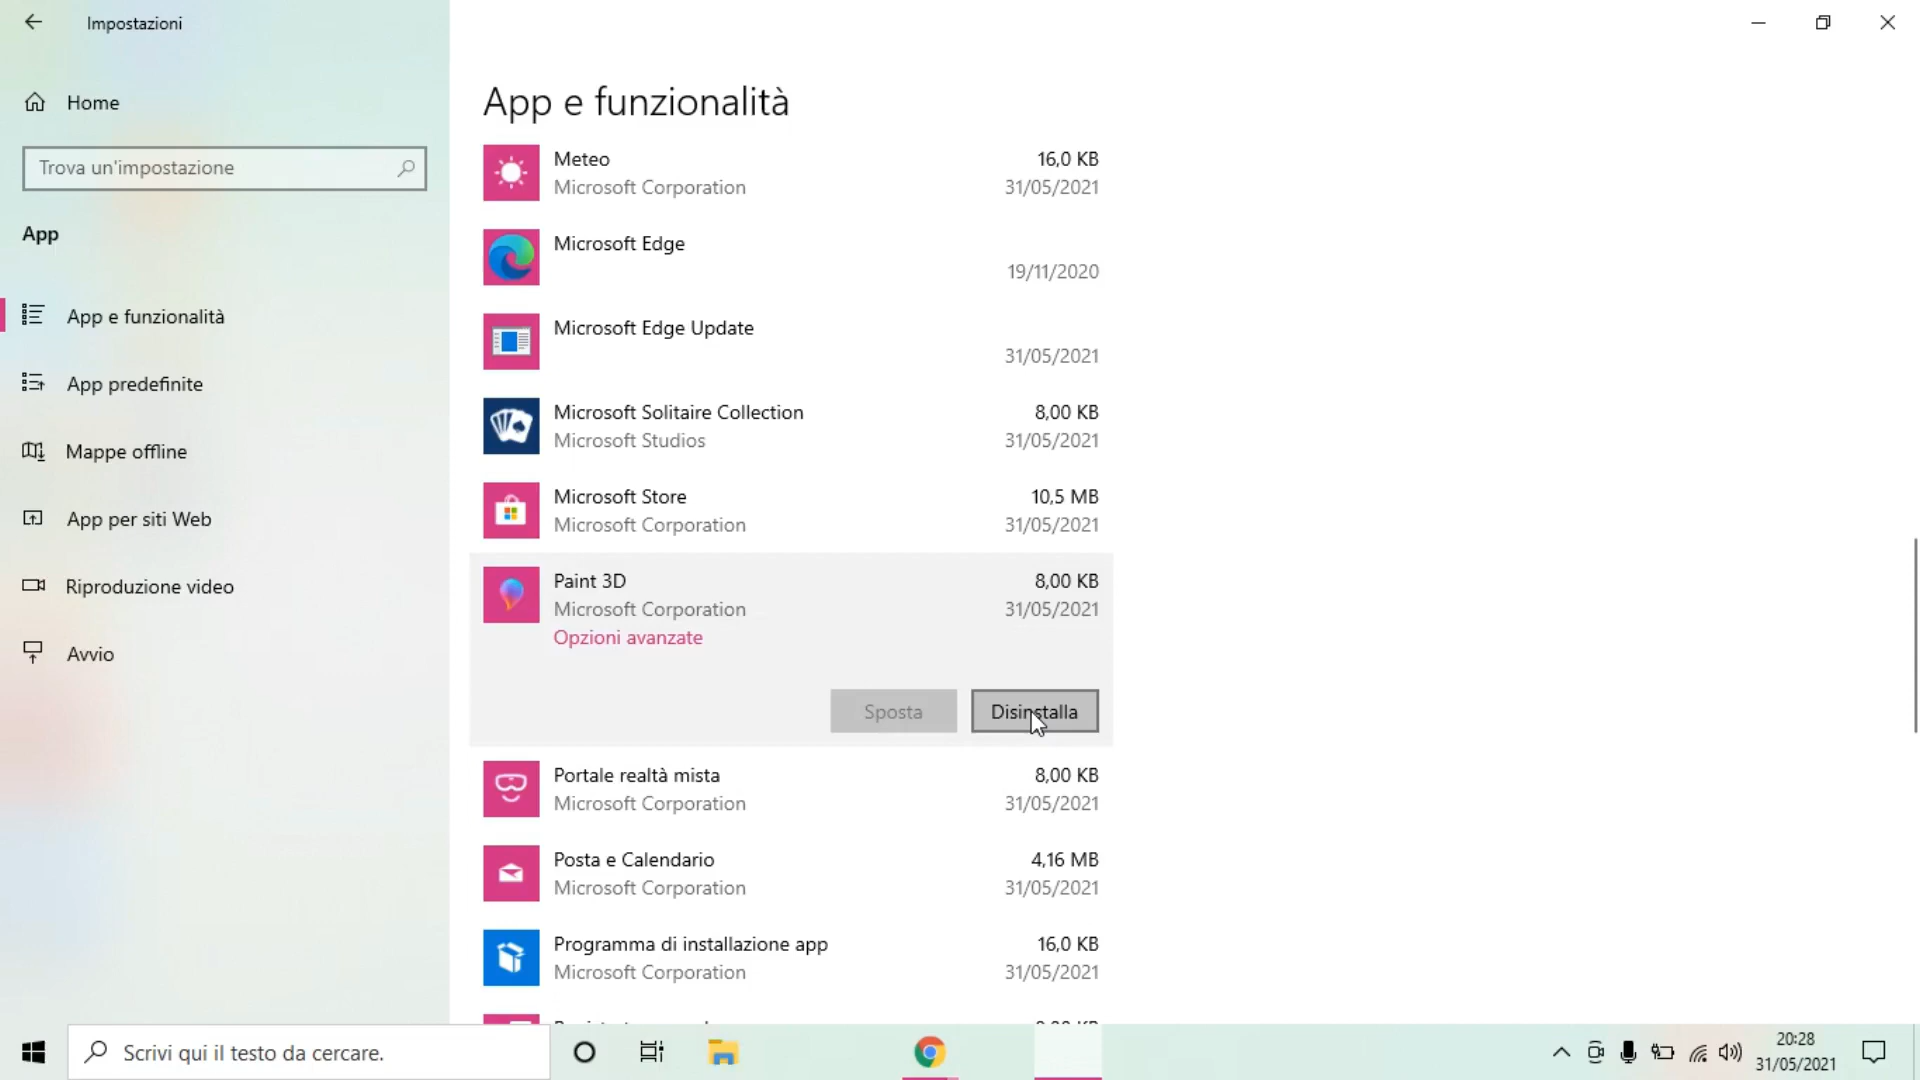 Impostazioni
Home
Trova un'impostazione
App
App e funzionalità
App predefinite
Mappe offline
App per siti Web
Riproduzione video
Avvio
App e funzionalità
Meteo 16,0 KB
Microsoft Corporation 31/05/2021
Microsoft Edge
19/11/2020
Microsoft Edge Update
31/05/2021
Microsoft Solitaire Collection 8,00 KB
Microsoft Studios 31/05/2021
Microsoft Store 10,5 MB
Microsoft Corporation 31/05/2021
Paint 3D 8,00 KB
Microsoft Corporation 31/05/2021
Opzioni avanzate
Sposta Disinstalla
Portale realtà mista 8,00 KB
Microsoft Corporation 31/05/2021
Posta e Calendario 4,16 MB
Microsoft Corporation 31/05/2021
Programma di installazione app 16,0 KB
Microsoft Corporation 31/05/2021
Scrivi qui il testo da cercare.
20:28
31/05/2021